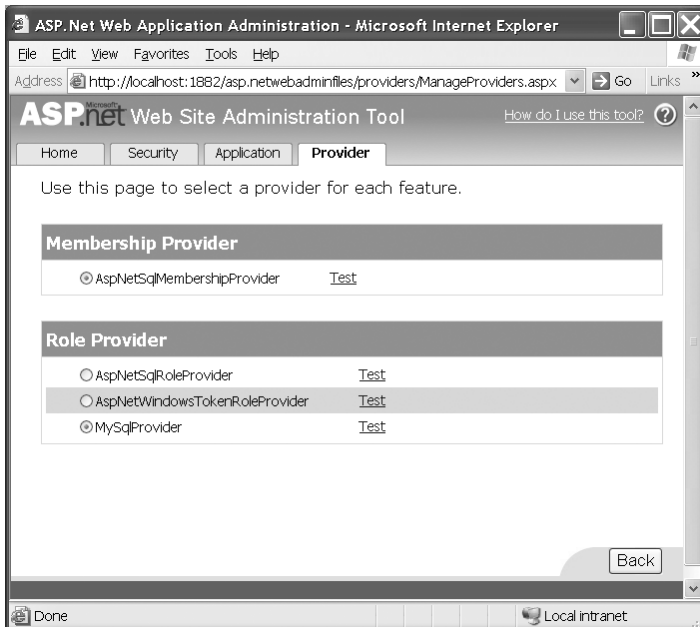 ASP.Net Web Application Administration - Microsoft Internet Explorer
File Edit View Favorites Tools Help
Address http://localhost:1882/asp.netwebadminfiles/providers/ManageProviders.aspx Go Links »
Microsoft
ASP.net Web Site Administration Tool How do I use this tool? ?
Home Security Application Provider
Use this page to select a provider for each feature.
Membership Provider
AspNetSqlMembershipProvider Test
Role Provider
AspNetSqlRoleProvider Test
AspNetWindowsTokenRoleProvider Test
MySqlProvider Test
Back
Done Local intranet